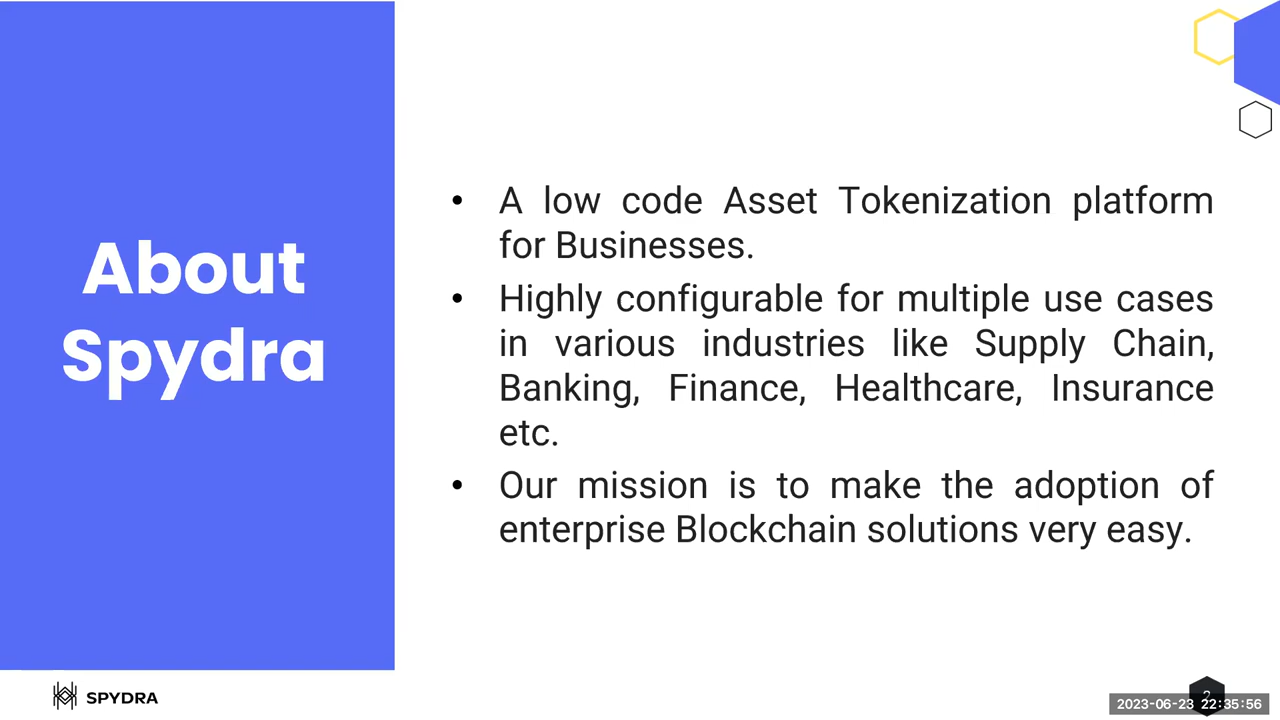 About
Spydra
• A low code Asset Tokenization platform
for Businesses.
• Highly configurable for multiple use cases
in various industries like Supply Chain,
Banking, Finance, Healthcare, Insurance
etc.
• Our mission is to make the adoption of
enterprise Blockchain solutions very easy.
SPYDRA
2
2023-06-23 22:35:56